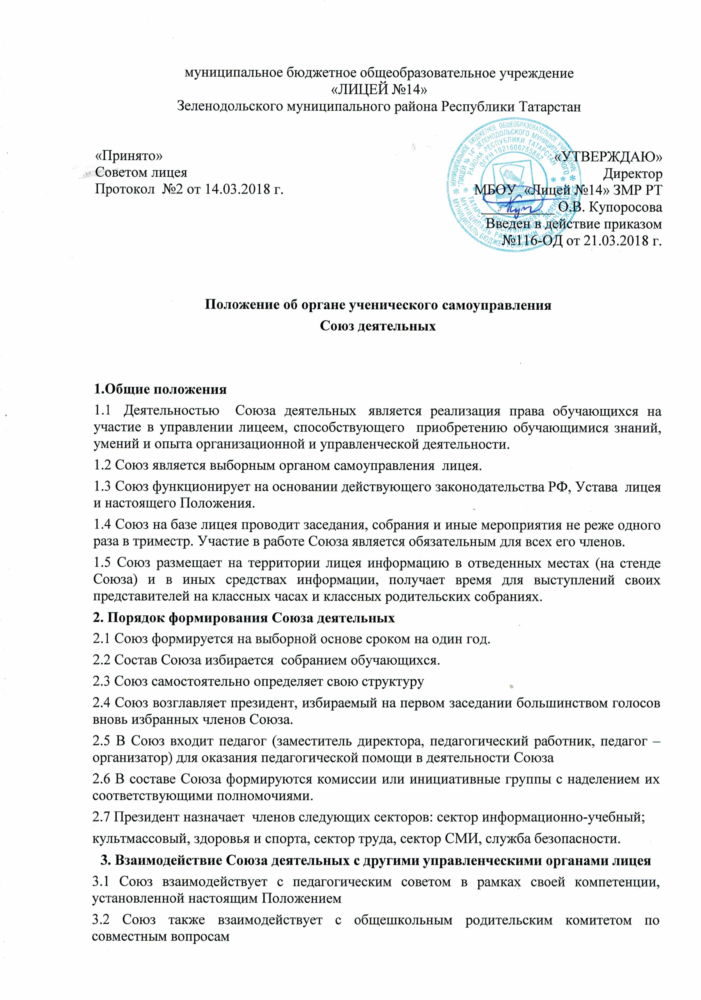 муниципальное бюджетное общеобразовательное учреждение
«ЛИЦЕЙ №14»
Зеленодольского муниципального района Республики Татарстан
«Принято»
Советом лицея
Протокол №2 от 14.03.2018 г.
«УТВЕРЖДАЮ»
Директор
МБОУ «Лицей №14» ЗМР РТ
О.В. Купоросова
Введен в действие приказом
№116-ОД от 21.03.2018 г.
МУНИЦИПАЛЬНОЕ БЮДЖЕТНОЕ ОБЩЕОБРАЗОВАТЕЛЬНОЕ УЧРЕЖДЕНИЕ
"ЛИЦЕЙ № 14" ЗЕЛЕНОДОЛЬСКОГО МУНИЦИПАЛЬНОГО
РАЙОНА РЕСПУБЛИКИ ТАТАРСТАН
ОГРН 1021606755862
Положение об органе ученического самоуправления
Союз деятельных
1.Общие положения
1.1 Деятельностью Союза деятельных является реализация права обучающихся на
участие в управлении лицеем, способствующего приобретению обучающимися знаний,
умений и опыта организационной и управленческой деятельности.
1.2 Союз является выборным органом самоуправления лицея.
1.3 Союз функционирует на основании действующего законодательства РФ, Устава лицея
и настоящего Положения.
1.4 Союз на базе лицея проводит заседания, собрания и иные мероприятия не реже одного
раза в триместр. Участие в работе Союза является обязательным для всех его членов.
1.5 Союз размещает на территории лицея информацию в отведенных местах (на стенде
Союза) и в иных средствах информации, получает время для выступлений своих
представителей на классных часах и классных родительских собраниях.
2. Порядок формирования Союза деятельных
2.1 Союз формируется на выборной основе сроком на один год.
2.2 Состав Союза избирается собранием обучающихся.
2.3 Союз самостоятельно определяет свою структуру
2.4 Союз возглавляет президент, избираемый на первом заседании большинством голосов
вновь избранных членов Союза.
2.5 В Союз входит педагог (заместитель директора, педагогический работник, педагог –
организатор) для оказания педагогической помощи в деятельности Союза
2.6 В составе Союза формируются комиссии или инициативные группы с наделением их
соответствующими полномочиями.
2.7 Президент назначает членов следующих секторов: сектор информационно-учебный;
культмассовый, здоровья и спорта, сектор труда, сектор СМИ, служба безопасности.
3. Взаимодействие Союза деятельных с другими управленческими органами лицея
3.1 Союз взаимодействует с педагогическим советом в рамках своей компетенции,
установленной настоящим Положением
3.2 Союз также взаимодействует с общешкольным родительским комитетом по
совместным вопросам